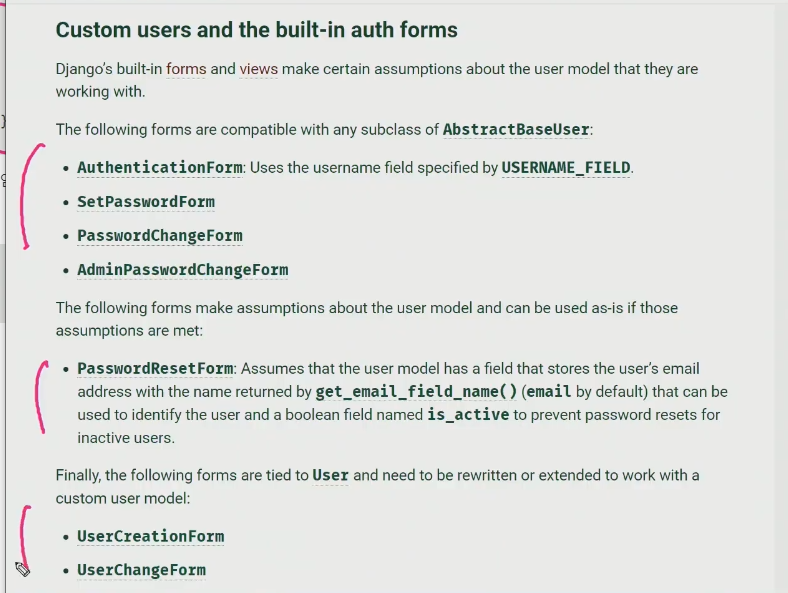 Custom users and the built-in auth forms
Django’s built-in forms and views make certain assumptions about the user model that they are
working with.
The following forms are compatible with any subclass of AbstractBaseUser:
• AuthenticationForm: Uses the username field specified by USERNAME_FIELD.
• SetPasswordForm
• PasswordChangeForm
• AdminPasswordChangeForm
The following forms make assumptions about the user model and can be used as-is if those
assumptions are met:
• PasswordResetForm: Assumes that the user model has a field that stores the user’s email
address with the name returned by get_email_field_name() (email by default) that can be
used to identify the user and a boolean field named is_active to prevent password resets for
inactive users.
Finally, the following forms are tied to User and need to be rewritten or extended to work with a
custom user model:
• UserCreationForm
• UserChangeForm